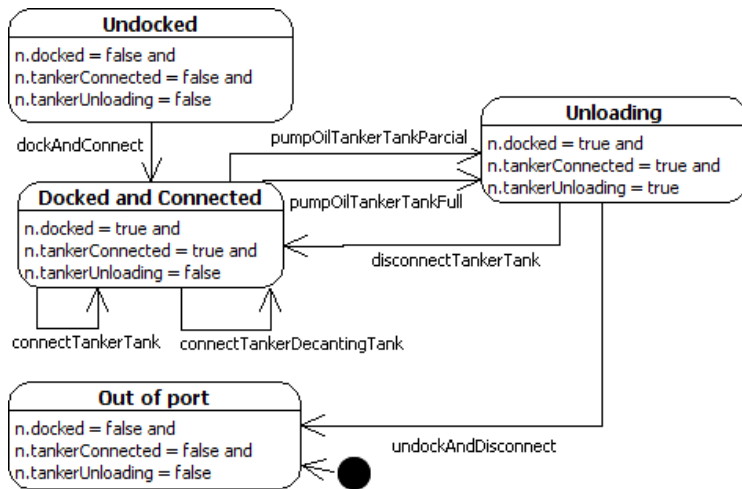 Undocked
n.docked = false and
n.tankerConnected = false and
n.tankerUnloading = false
dockAndConnect
pumpOilTankerTankParcial
Unloading
n.docked = true and
n.tankerConnected = true and
n.tankerUnloading = true
Docked and Connected
n.docked = true and
n.tankerConnected = true and
n.tankerUnloading = false
pumpOilTankerTankFull
disconnectTankerTank
connectTankerTank
connectTankerDecantingTank
Out of port
n.docked = false and
n.tankerConnected = false and
n.tankerUnloading = false
undockAndDisconnect